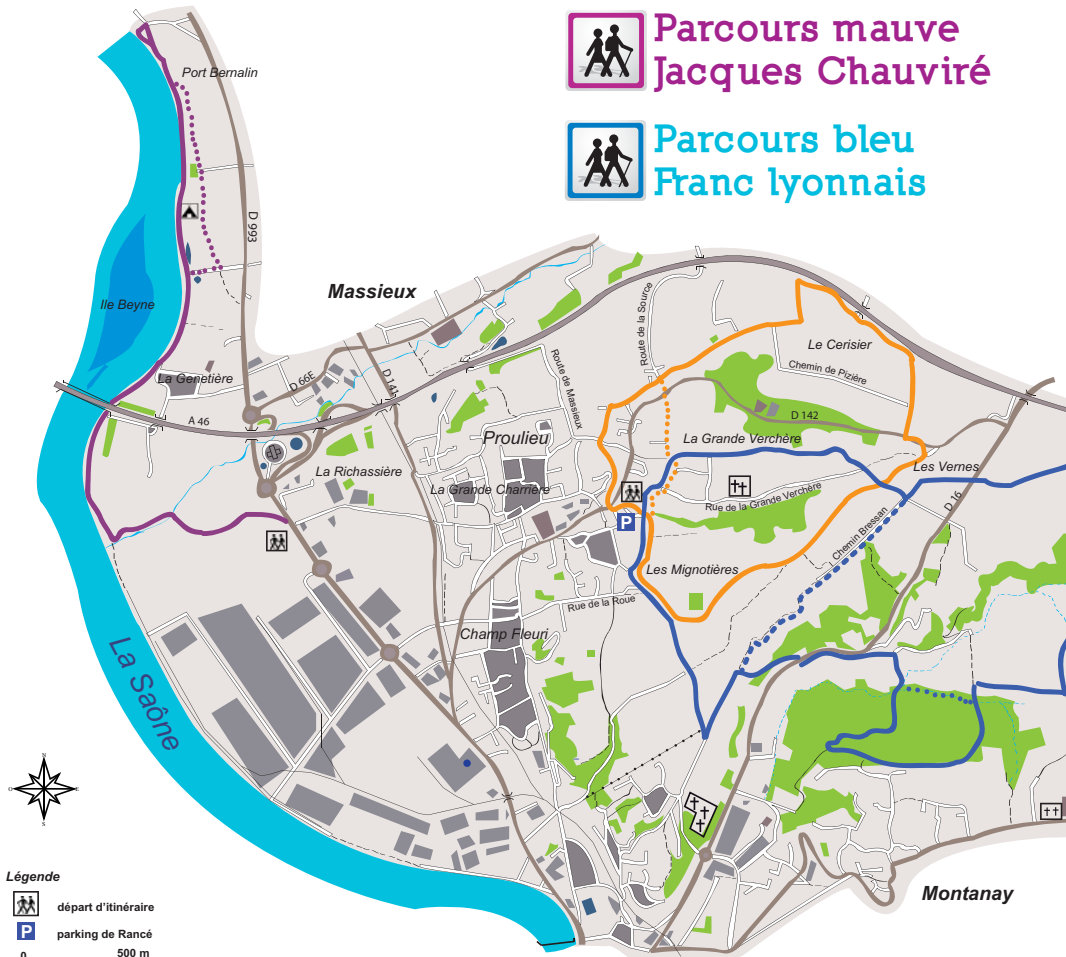 Parcours mauve
Jacques Chauviré
Parcours bleu
Franc lyonnais
Port Bernalin
D 993
Massieux
Ile Beyne
Route de la Source
Le Cerisier
La Genetière
D 66E
D 141
Route de Massieux
Chemin de Pizière
A 46
D 142
Proulieu
La Grande Verchère
La Richassière
Les Vernes
La Grande Charrière
Rue de la Grande Verchère
D 16
P
Chemin Bressan
Les Mignotières
Rue de la Roue
Champ Fleuri
La Saône
N
O
E
S
Légende
départ d'itinéraire
P
parking de Rancé
0
500 m
Montanay